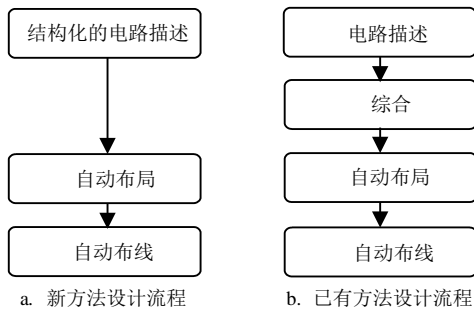 结构化的电路描述
自动布局
自动布线
a. 新方法设计流程
电路描述
综合
自动布局
自动布线
b. 已有方法设计流程